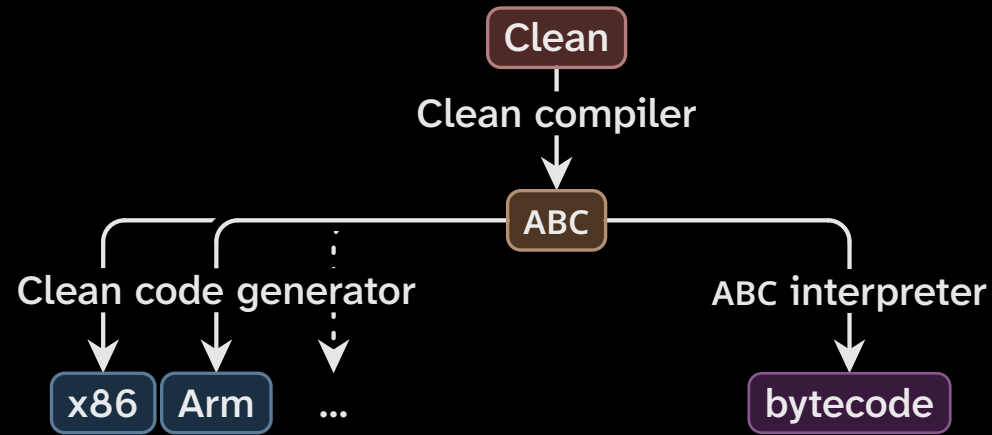 Clean
Clean compiler
ABC
Clean code generator
ABC interpreter
x86
Arm
...
bytecode